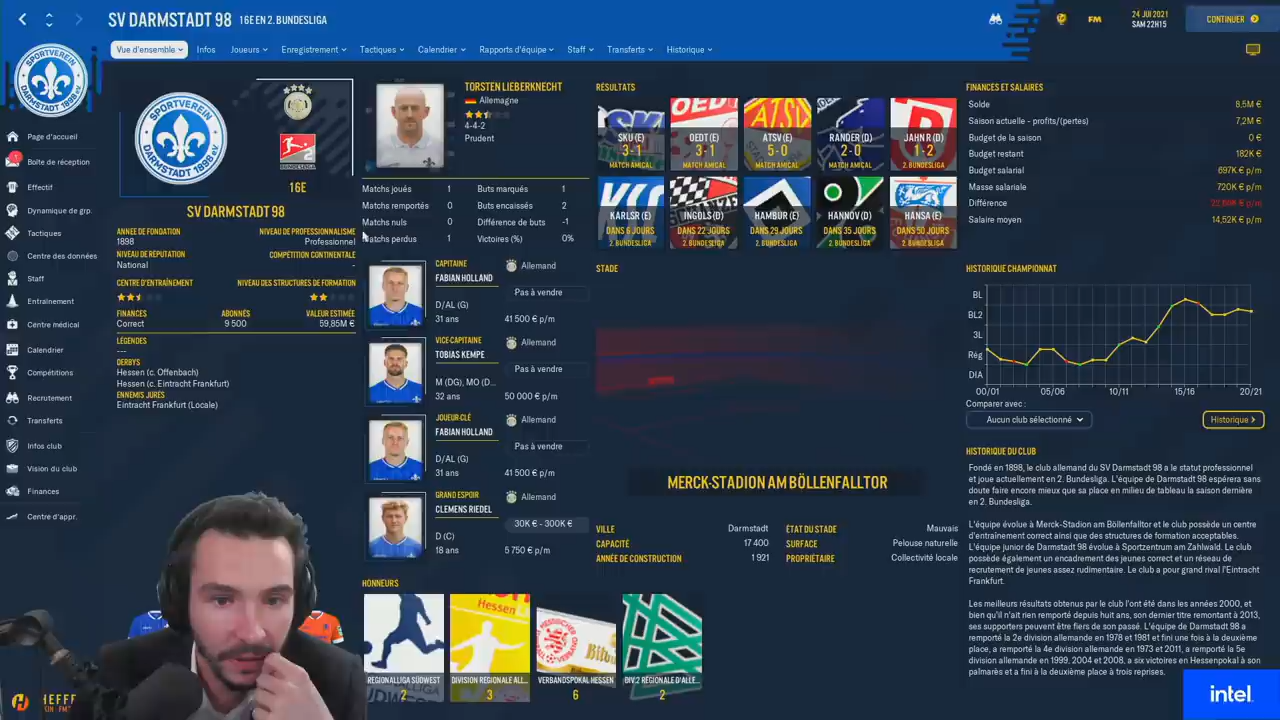 SV DARMSTADT 98
16E EN 2. BUNDESLIGA
FM
24 JUI 2021
SAM 22H15
CONTINUER
Vue d'ensemble
Infos
Joueurs
Enregistrement
Tactiques
Calendrier
Rapports d'équipe
Staff
Transferts
Historique
Page d'accueil
1
Boîte de réception
Effectif
Dynamique de grp.
Tactiques
Centre des données
Staff
Entraînement
Centre médical
Calendrier
Compétitions
Recrutement
Transferts
Infos club
Vision du club
Finances
Centre d'appr.
BUNDESLIGA
16E
SV DARMSTADT 98
ANNÉE DE FONDATION
1898
NIVEAU DE PROFESSIONNALISME
Professionnel
NIVEAU DE RÉPUTATION
National
COMPÉTITION CONTINENTALE
-
CENTRE D'ENTRAÎNEMENT
NIVEAU DES STRUCTURES DE FORMATION
FINANCES
Correct
ABONNÉS
9 500
VALEUR ESTIMÉE
59,85M €
LÉGENDES
---
DERBYS
Hessen (c. Offenbach)
Hessen (c. Eintracht Frankfurt)
ENNEMIS JURÉS
Eintracht Frankfurt (Locale)
TORSTEN LIEBERKNECHT
Allemagne
4-4-2
Prudent
Matchs joués 1
Buts marqués 1
Matchs remportés 0
Buts encaissés 2
Matchs nuls 0
Différence de buts -1
Matchs perdus 1
Victoires (%) 0%
CAPITAINE
FABIAN HOLLAND
Allemand
Pas à vendre
D/AL (G)
31 ans
41 500 € p/m
VICE-CAPITAINE
TOBIAS KEMPE
Allemand
Pas à vendre
M (DG), MO (D...
32 ans
50 000 € p/m
JOUEUR-CLÉ
FABIAN HOLLAND
Allemand
Pas à vendre
D/AL (G)
31 ans
41 500 € p/m
GRAND ESPOIR
CLEMENS RIEDEL
Allemand
30K € - 300K €
D (C)
18 ans
5 750 € p/m
HONNEURS
REGIONALLIGA SÜDWEST
2
Hessen
DIVISION RÉGIONALE ALL...
3
VERBANDSPOKAL HESSEN
6
DIV.2 RÉGIONALE D'ALLE...
2
RÉSULTATS
SKU (E)
3-1
MATCH AMICAL
OEDT (E)
3-1
MATCH AMICAL
ATSV (E)
5-0
MATCH AMICAL
RANDER (D)
2-0
MATCH AMICAL
JAHN R (D)
1-2
2. BUNDESLIGA
KARLSR (E)
DANS 6 JOURS
2. BUNDESLIGA
INGOLS (D)
DANS 22 JOURS
2. BUNDESLIGA
HAMBUR (E)
DANS 29 JOURS
2. BUNDESLIGA
HANNOV (D)
DANS 35 JOURS
2. BUNDESLIGA
HANSA (E)
DANS 50 JOURS
2. BUNDESLIGA
STADE
MERCK-STADION AM BÖLLENFALLTOR
VILLE Darmstadt
ÉTAT DU STADE Mauvais
CAPACITÉ 17 400
SURFACE Pelouse naturelle
ANNÉE DE CONSTRUCTION 1 921
PROPRIÉTAIRE Collectivité locale
FINANCES ET SALAIRES
Solde 8,5M €
Saison actuelle - profits/(pertes) 7,2M €
Budget de la saison 0 €
Budget restant 182K €
Budget salarial 697K € p/m
Masse salariale 720K € p/m
Différence
Salaire moyen 14,52K € p/m
HISTORIQUE CHAMPIONNAT
BL
BL2
3L
Rég
DIA
00/01 05/06 10/11 15/16 20/21
Comparer avec :
Aucun club sélectionné
Historique >
HISTORIQUE DU CLUB
Fondé en 1898, le club allemand du SV Darmstadt 98 a le statut professionnel
et joue actuellement en 2. Bundesliga. L'équipe de Darmstadt 98 espérera sans
doute faire encore mieux que sa place en milieu de tableau la saison dernière
en 2. Bundesliga.
L'équipe évolue à Merck-Stadion am Böllenfalltor et le club possède un centre
d'entraînement correct ainsi que des structures de formation acceptables.
L'équipe junior de Darmstadt 98 évolue à Sportzentrum am Zahlwald. Le club
possède également un encadrement des jeunes correct et un réseau de
recrutement de jeunes assez rudimentaire. Le club a pour grand rival l'Eintracht
Frankfurt.
Les meilleurs résultats obtenus par le club l'ont été dans les années 2000, et
bien qu'il n'ait rien remporté depuis huit ans, son dernier titre remontant à 2013,
ses supporters peuvent être fiers de son passé. L'équipe de Darmstadt 98 a
remporté la 2e division allemande en 1978 et 1981 et fini une fois à la deuxième
place, a remporté la 4e division allemande en 1973 et 2011, a remporté la 5e
division allemande en 1999, 2004 et 2008, a six victoires en Hessenpokal à son
palmarès et a fini à la deuxième place à trois reprises.
intel.